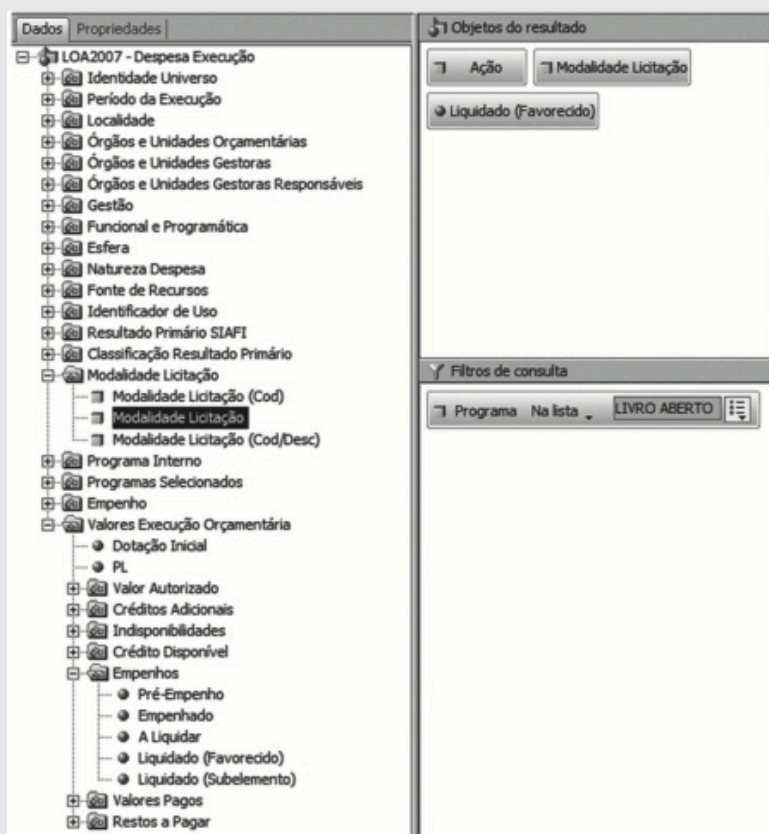 Dados Propriedades
LOA2007 - Despesa Execução
Identidade Universo
Período da Execução
Localidade
Órgãos e Unidades Orçamentárias
Órgãos e Unidades Gestoras
Órgãos e Unidades Gestoras Responsáveis
Gestão
Funcional e Programática
Esfera
Natureza Despesa
Fonte de Recursos
Identificador de Uso
Resultado Primário SIAFI
Classificação Resultado Primário
Modalidade Licitação
Modalidade Licitação (Cod)
Modalidade Licitação
Modalidade Licitação (Cod/Desc)
Programa Interno
Programas Selecionados
Empenho
Valores Execução Orçamentária
Dotação Inicial
PL
Valor Autorizado
Créditos Adicionais
Indisponibilidades
Crédito Disponível
Empenhos
Pré-Empenho
Empenhado
A Liquidar
Liquidado (Favorecido)
Liquidado (Subelemento)
Valores Pagos
Restos a Pagar
Objetos do resultado
Ação Modalidade Licitação
Liquidado (Favorecido)
Filtros de consulta
Programa Na lista LIVRO ABERTO